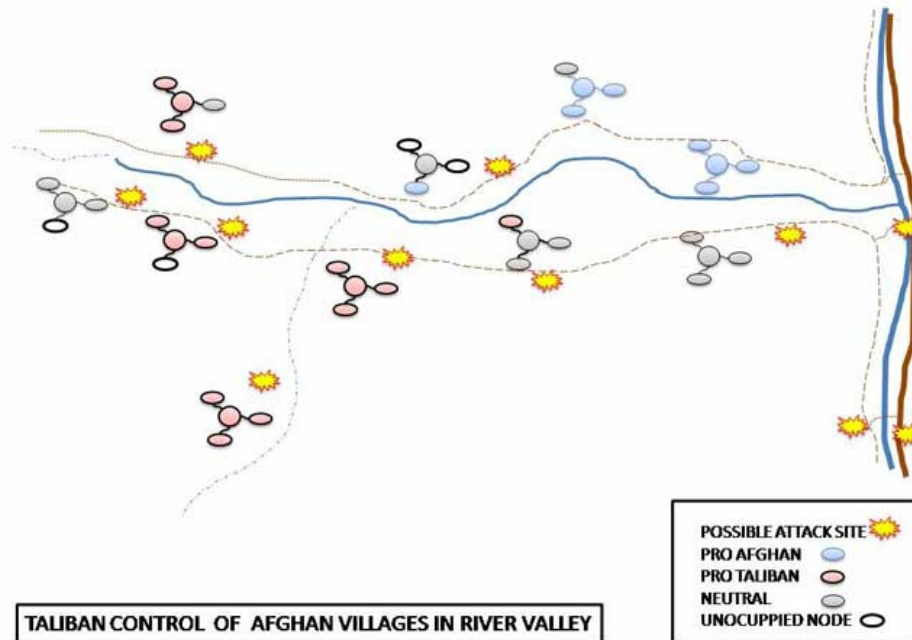 POSSIBLE ATTACK SITE
PRO AFGHAN
PRO TALIBAN
NEUTRAL
UNOCUPPIED NODE
TALIBAN CONTROL OF AFGHAN VILLAGES IN RIVER VALLEY